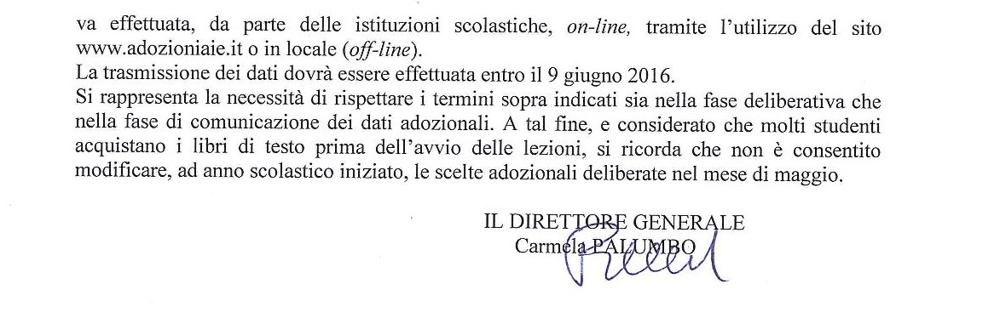 va effettuata, da parte delle istituzioni scolastiche, on-line, tramite l'utilizzo del sito
www.adozioniaie.it o in locale (off-line).
La trasmissione dei dati dovrà essere effettuata entro il 9 giugno 2016.
Si rappresenta la necessità di rispettare i termini sopra indicati sia nella fase deliberativa che
nella fase di comunicazione dei dati adozionali. A tal fine, e considerato che molti studenti
acquistano i libri di testo prima dell'avvio delle lezioni, si ricorda che non è consentito
modificare, ad anno scolastico iniziato, le scelte adozionali deliberate nel mese di maggio.
IL DIRETTORE GENERALE
Carmela PALUMBO